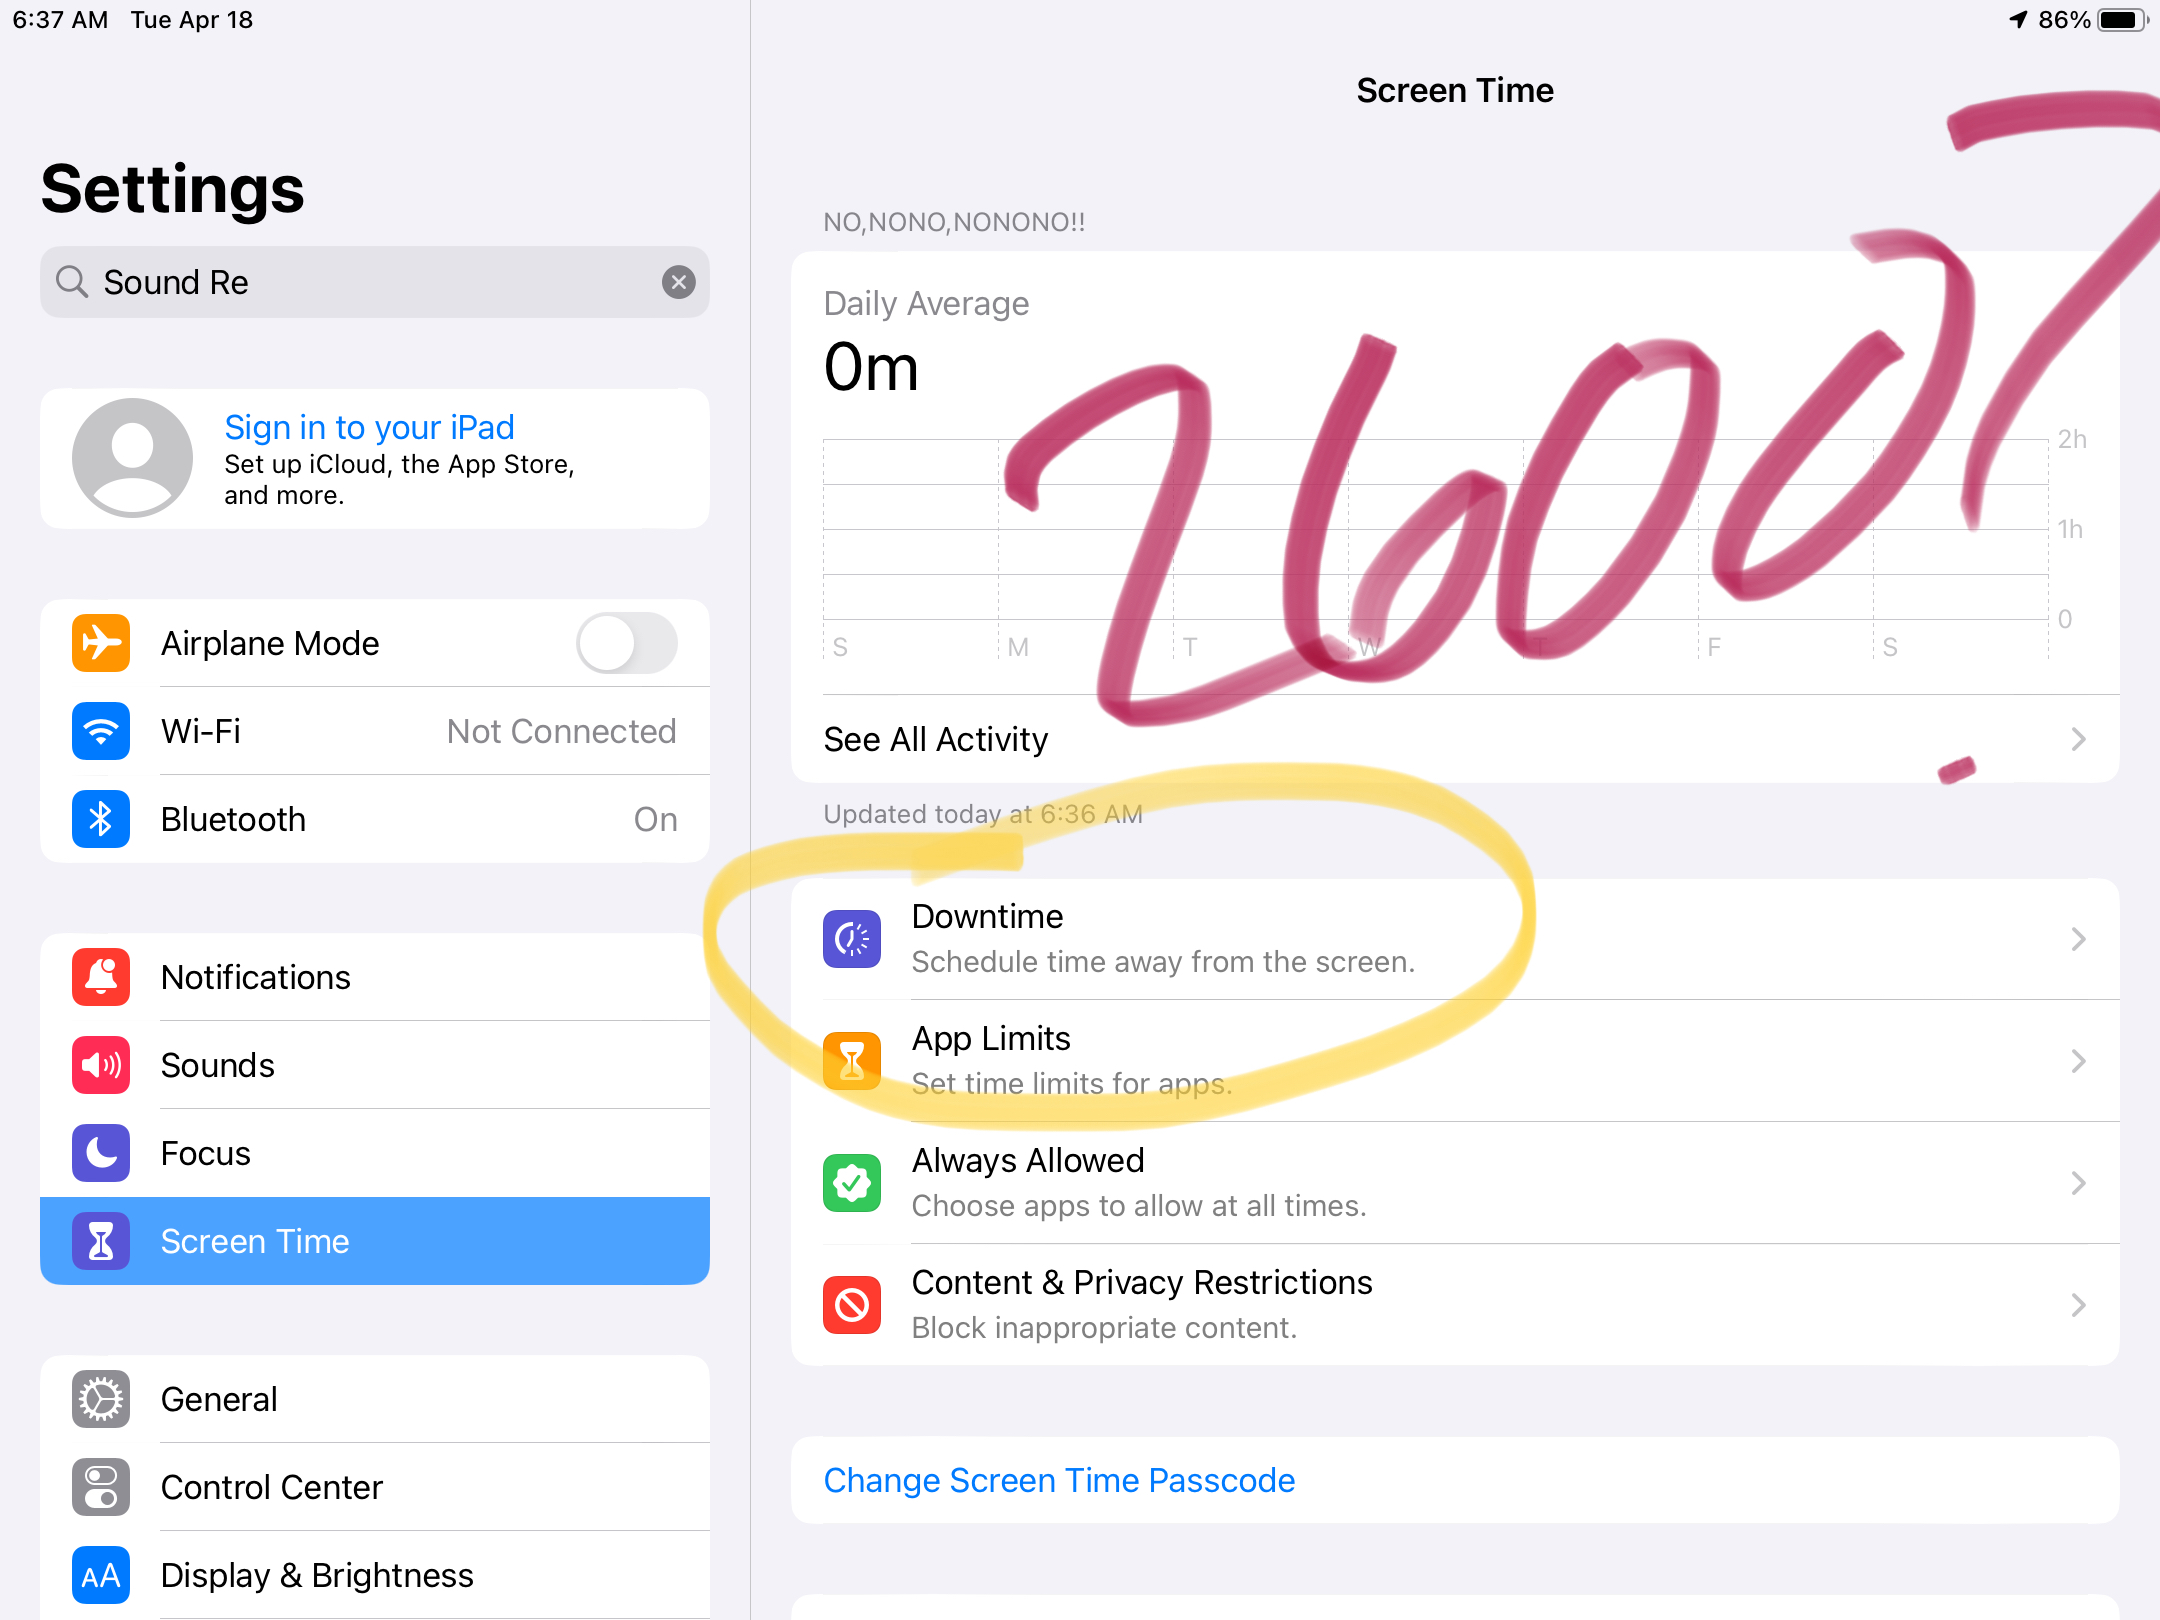 6:37 AM Tue Apr 18
86%
Settings
Sound Re
Sign in to your iPad
Set up iCloud, the App Store,
and more.
Airplane Mode
Wi-Fi Not Connected
Bluetooth On
Notifications
Sounds
Focus
Screen Time
General
Control Center
Display & Brightness
Screen Time
NO,NONO,NONONO!!
Daily Average
0m
2h
1h
0
S M T W T F S
See All Activity
Updated today at 6:36 AM
Downtime
Schedule time away from the screen.
App Limits
Set time limits for apps.
Always Allowed
Choose apps to allow at all times.
Content & Privacy Restrictions
Block inappropriate content.
Change Screen Time Passcode